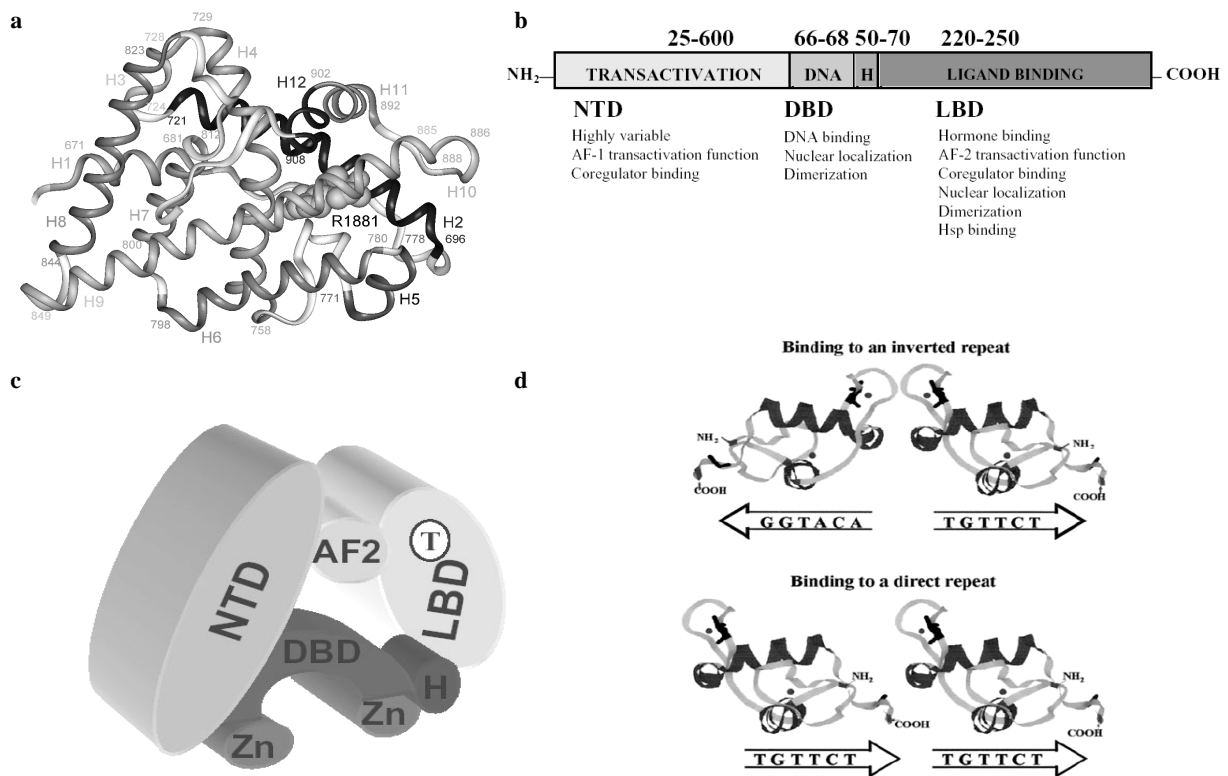 a
729
728
823
H4
H3
H12
902
H11
892
724
721
681
812
885
886
671
908
888
H1
H10
H7
R1881
H8
H2
800
780
778
696
844
H9
771
H5
849
798
H6
758
b
25-600 66-68 50-70 220-250
NH2 TRANSACTIVATION DNA H LIGAND BINDING COOH
NTD
Highly variable
AF-1 transactivation function
Coregulator binding
DBD
DNA binding
Nuclear localization
Dimerization
LBD
Hormone binding
AF-2 transactivation function
Coregulator binding
Nuclear localization
Dimerization
Hsp binding
c
AF2
T
NTD
LBD
DBD
H
Zn
Zn
d
Binding to an inverted repeat
NH2
NH2
COOH
COOH
GGTACA
TGTTCT
Binding to a direct repeat
NH2
NH2
COOH
COOH
TGTTCT
TGTTCT